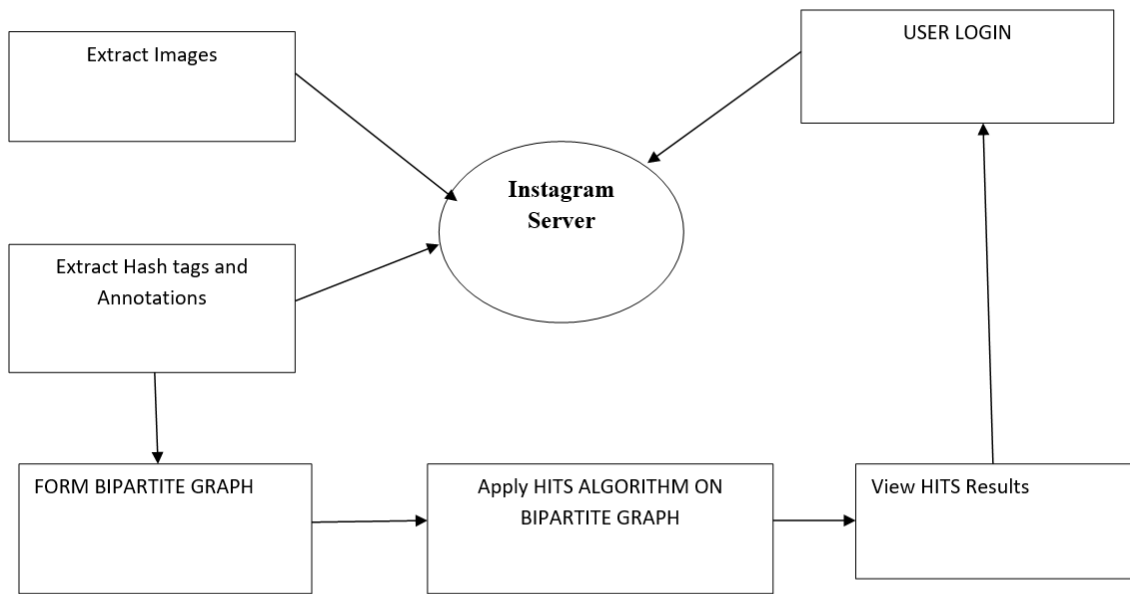 Extract Images
USER LOGIN
Instagram
Server
Extract Hash tags and
Annotations
FORM BIPARTITE GRAPH
Apply HITS ALGORITHM ON
BIPARTITE GRAPH
View HITS Results